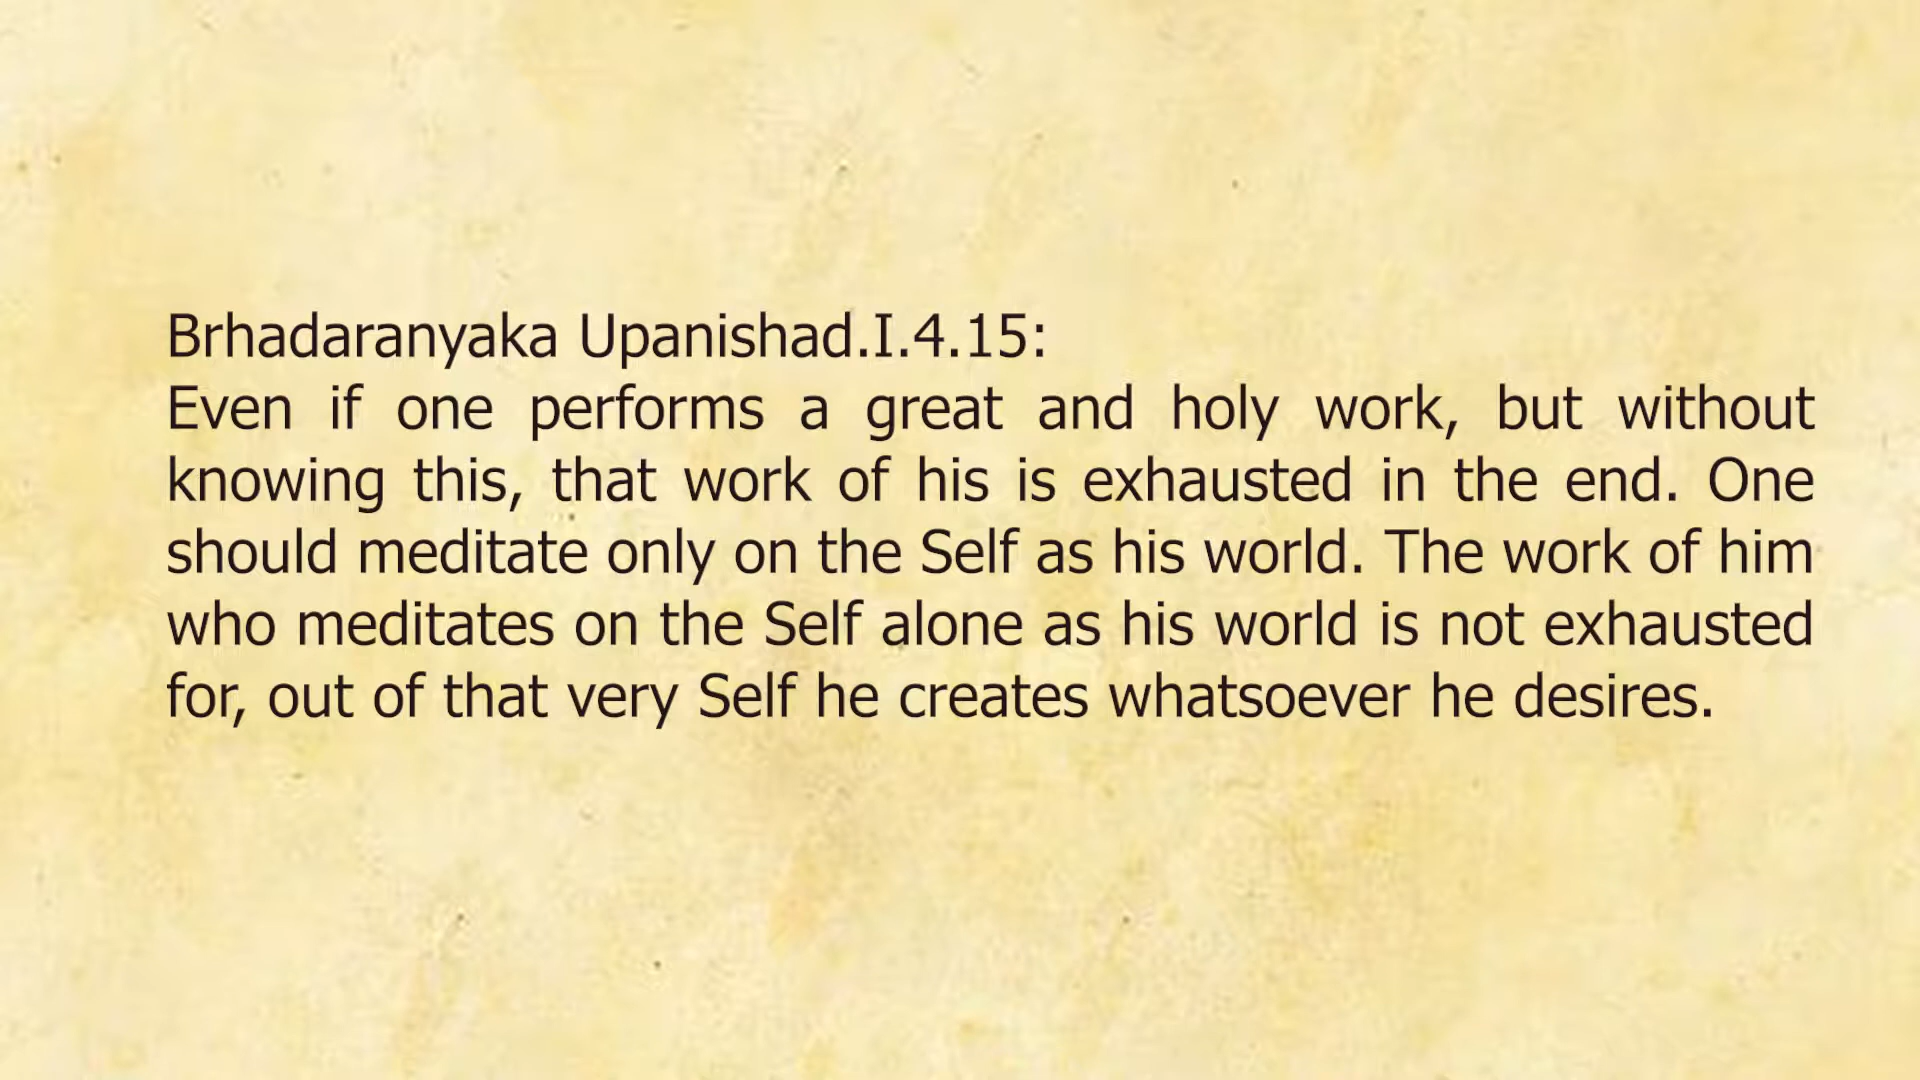 Brhadaranyaka Upanishad.I.4.15:
Even if one performs a great and holy work, but without
knowing this, that work of his is exhausted in the end. One
should meditate only on the Self as his world. The work of him
who meditates on the Self alone as his world is not exhausted
for, out of that very Self he creates whatsoever he desires.